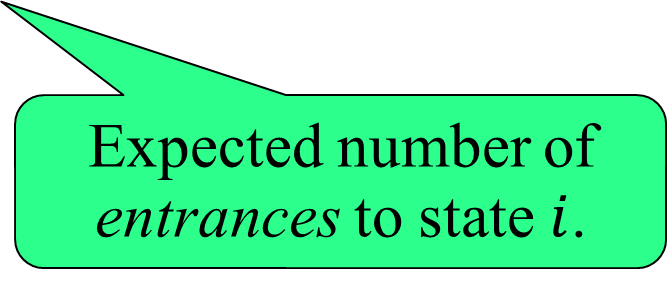 Expected number of
entrances to state i.